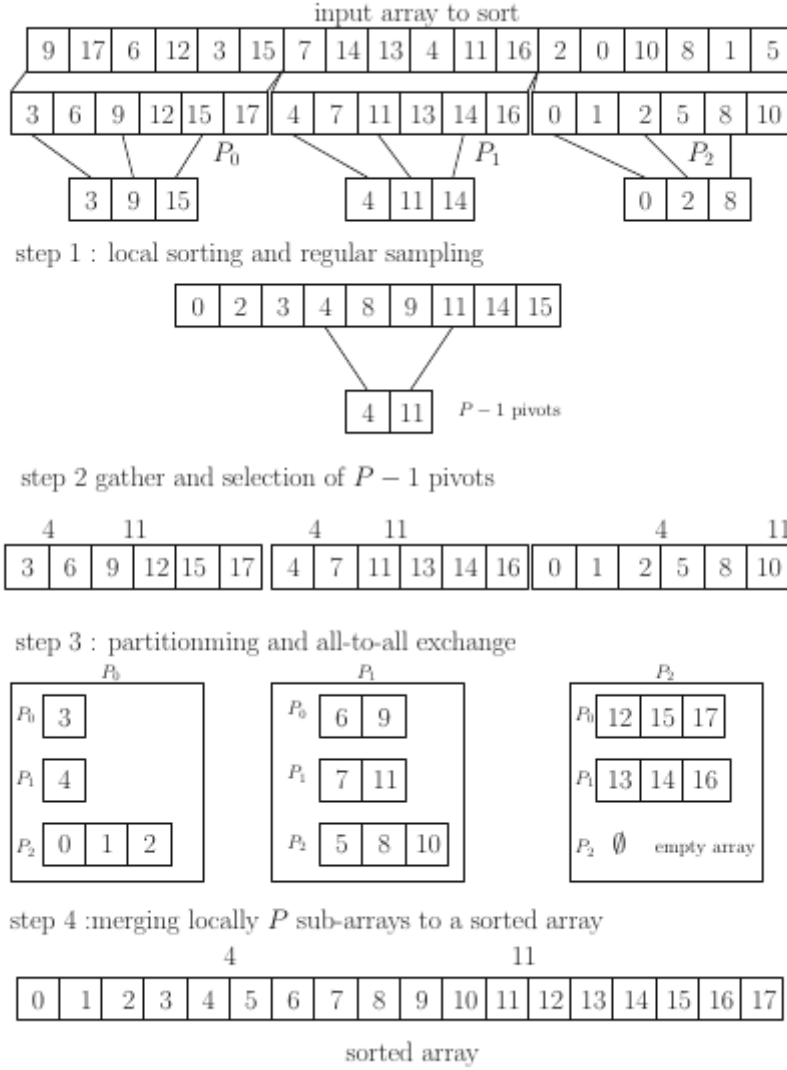 input array to sort
9 17 6 12 3 15 7 14 13 4 11 16 2 0 10 8 1 5
3 6 9 12 15 17 4 7 11 13 14 16 0 1 2 5 8 10
P0 P1 P2
3 9 15 4 11 14 0 2 8
step 1 : local sorting and regular sampling
0 2 3 4 8 9 11 14 15
4 11 P − 1 pivots
step 2 gather and selection of P − 1 pivots
4 11 4 11 4 11
3 6 9 12 15 17 4 7 11 13 14 16 0 1 2 5 8 10
step 3 : partitionming and all-to-all exchange
P0 P1 P2
P0 3 P0 6 9 P0 12 15 17
P1 4 P1 7 11 P1 13 14 16
P2 0 1 2 P2 5 8 10 P2 ∅ empty array
step 4 :merging locally P sub-arrays to a sorted array
4 11
0 1 2 3 4 5 6 7 8 9 10 11 12 13 14 15 16 17
sorted array